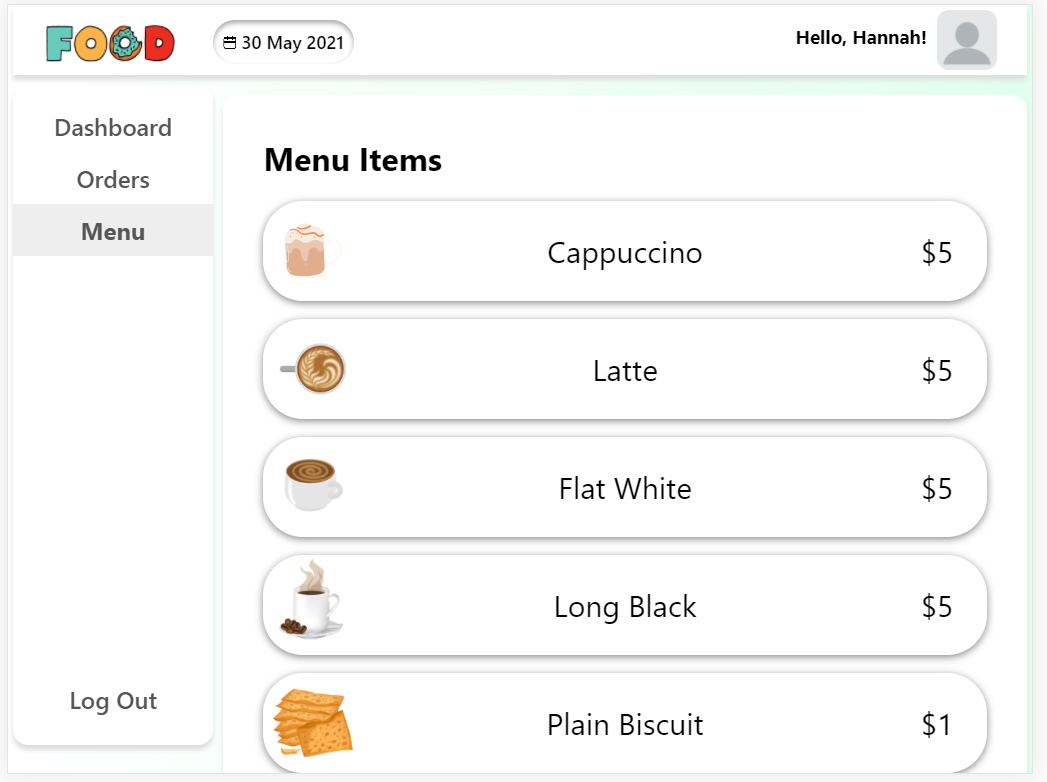 FOOD
30 May 2021
Hello, Hannah!
Dashboard
Orders
Menu
Log Out
Menu Items
Cappuccino $5
Latte $5
Flat White $5
Long Black $5
Plain Biscuit $1